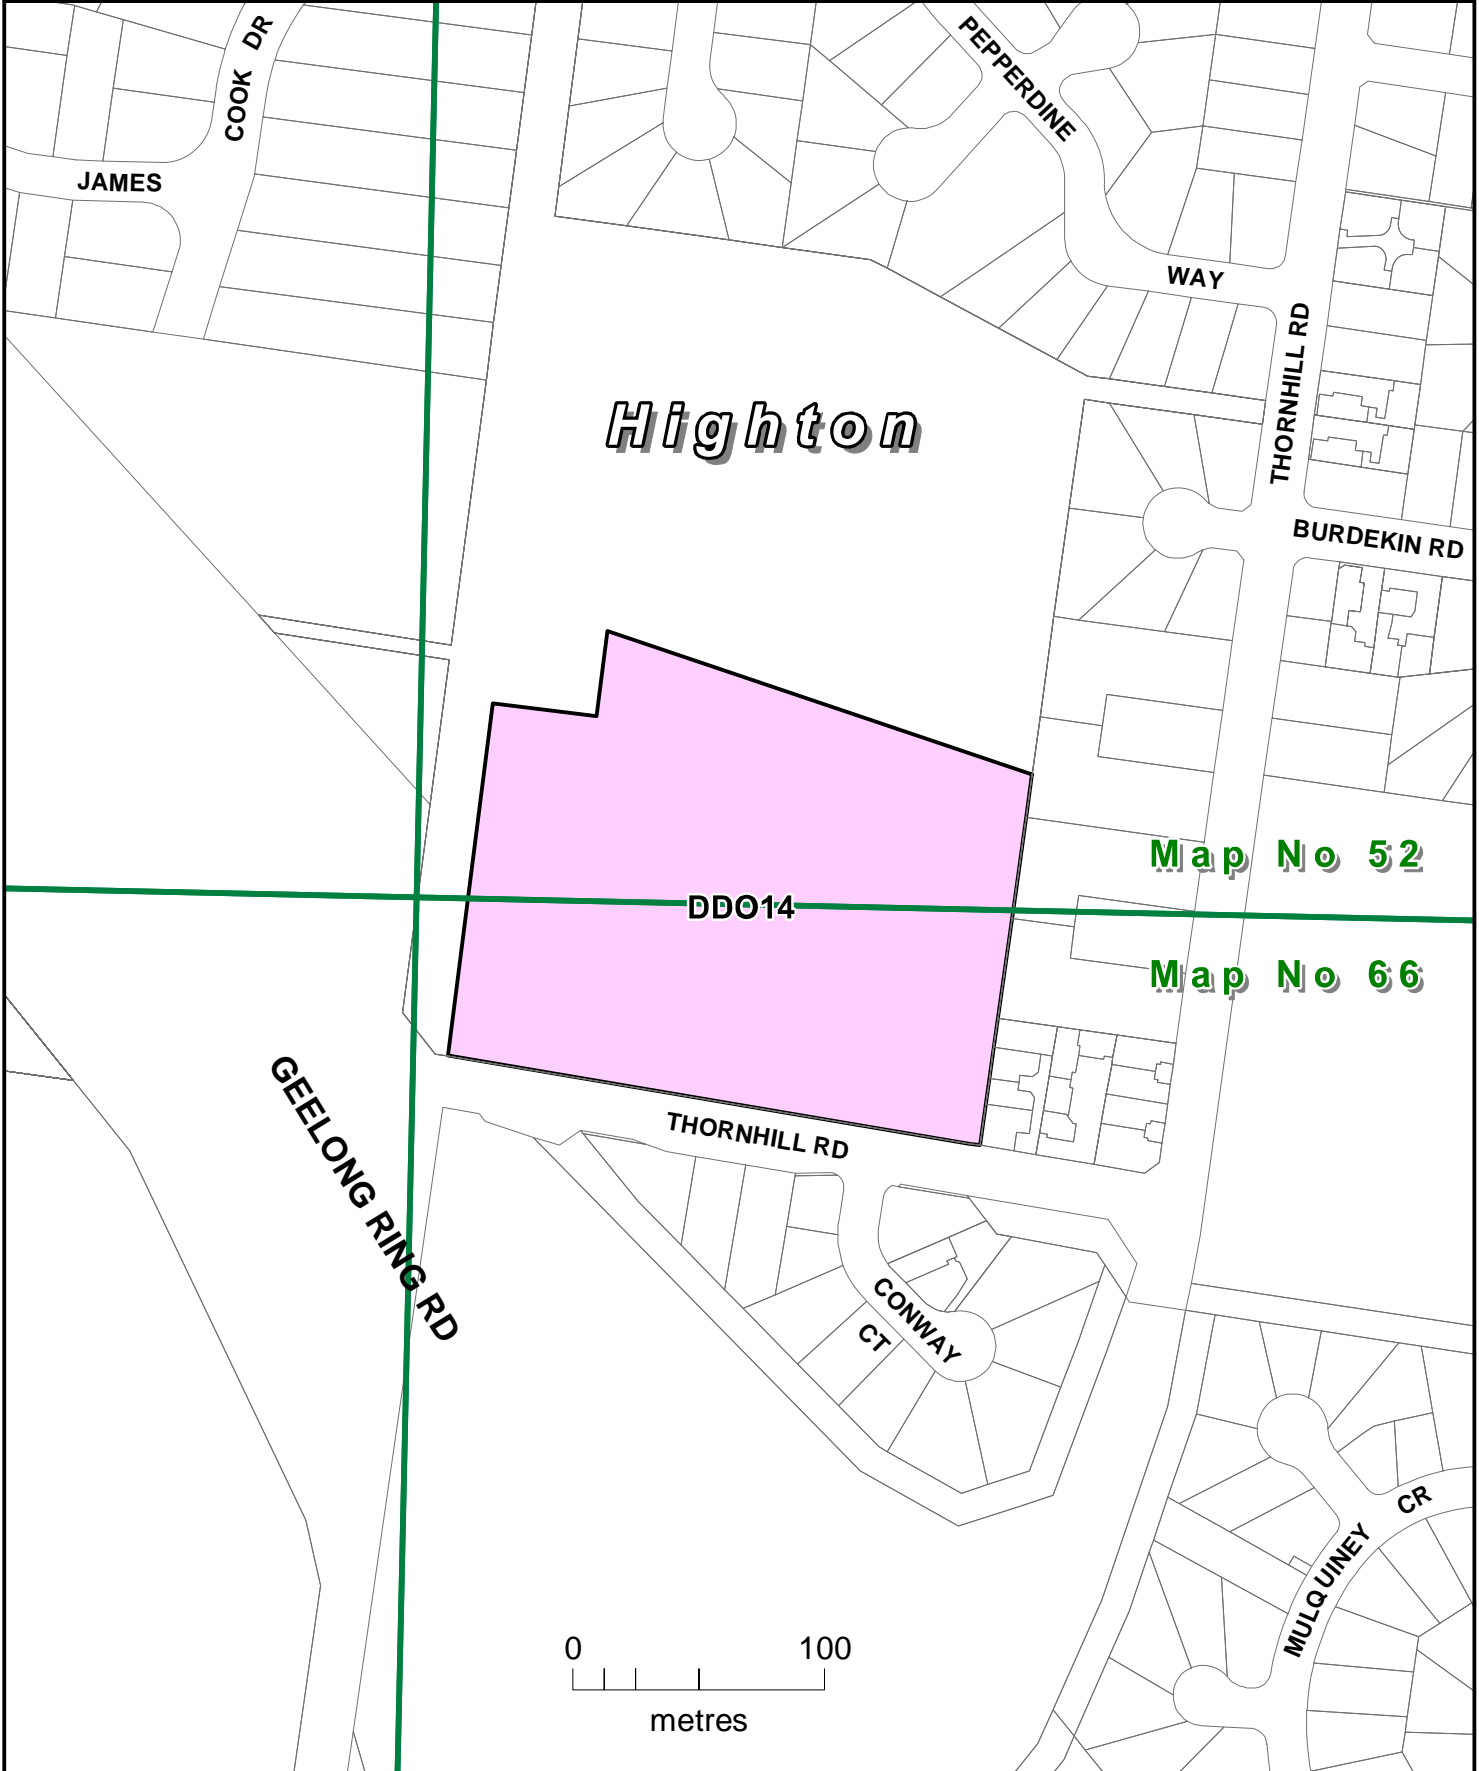 COOK DR
PEPPERDINE
JAMES
WAY
THORNHILL RD
Highton
BURDEKIN RD
Map No 52
DDO14
Map No 66
GEELONG RING RD
THORNHILL RD
CONWAY
CT
CR
MULQUINEY
0 100
metres